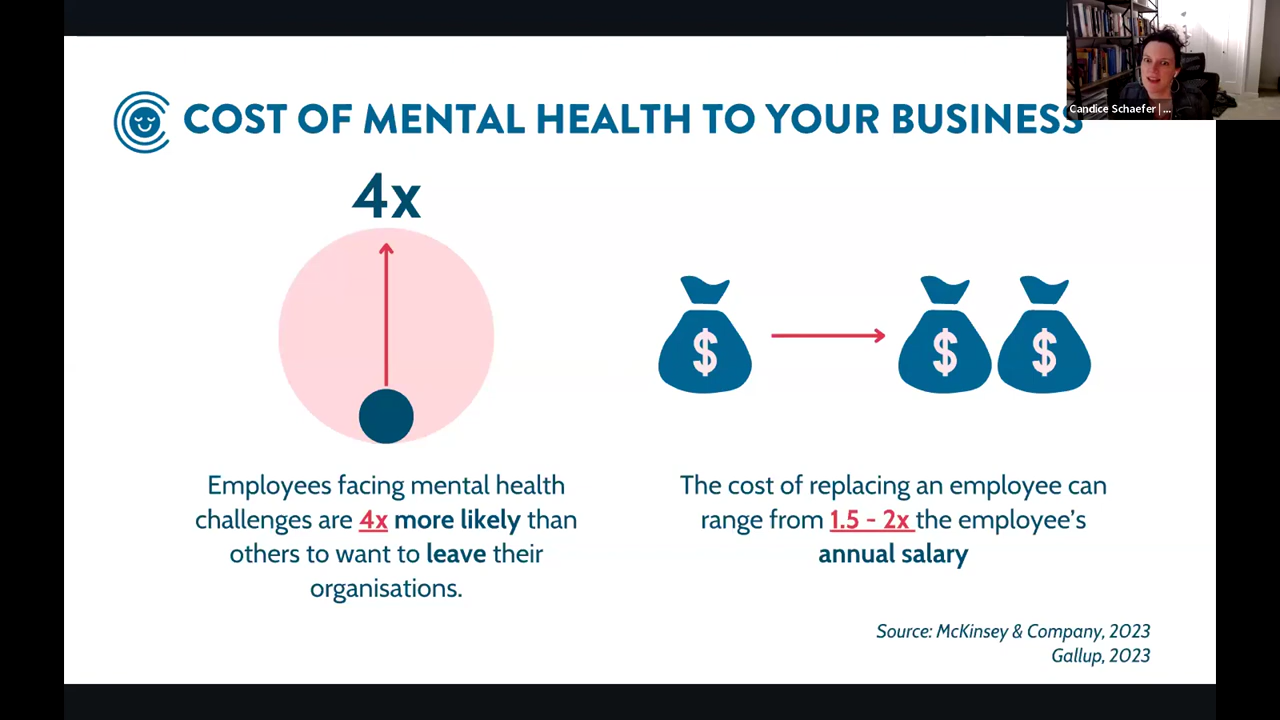 COST OF MENTAL HEALTH TO YOUR BUSINESS
Candice Schaefer | ...
4x
$
$ $
Employees facing mental health
challenges are 4x more likely than
others to want to leave their
organisations.
The cost of replacing an employee can
range from 1.5 - 2x the employee's
annual salary
Source: McKinsey & Company, 2023
Gallup, 2023